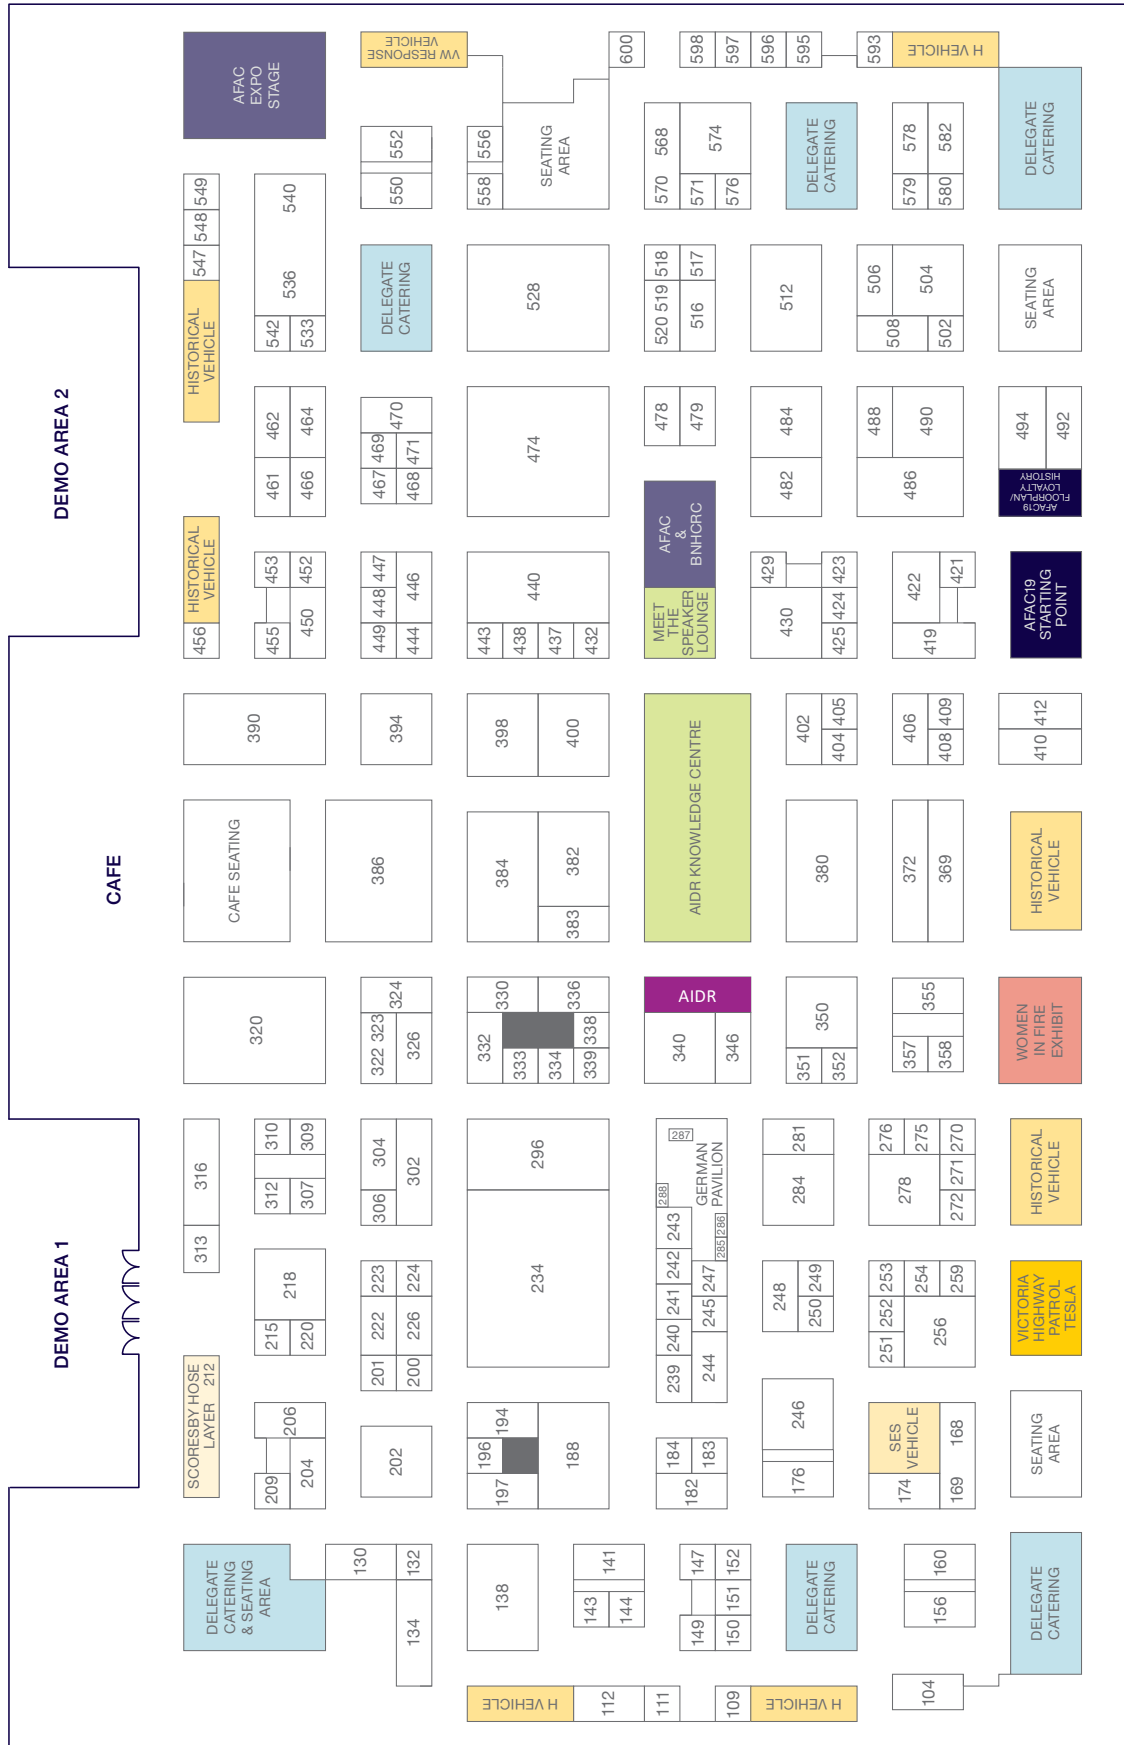 DEMO AREA 2
CAFE
DEMO AREA 1
AFAC
EXPO
STAGE
VW RESPONSE
VEHICLE
600
598
597
596
595
593
H VEHICLE
552
550
556
558
SEATING
AREA
568
570
574
571
576
DELEGATE
CATERING
578
582
579
580
DELEGATE
CATERING
549
548
547
HISTORICAL
VEHICLE
540
536
542
533
DELEGATE
CATERING
528
518
517
520 519
516
512
506
504
508
502
SEATING
AREA
462
464
461
466
470
469
471
467
468
474
478
479
484
482
488
490
486
494
492
AFAC19
FLOORPLAN/
LOYALTY
HISTORY
HISTORICAL
VEHICLE
456
453
452
455
450
447
448
446
449
444
440
443
438
437
432
AFAC
&
BNHCRC
MEET
THE
SPEAKER
LOUNGE
429
423
430
424
425
422
421
419
AFAC19
STARTING
POINT
390
394
398
400
AIDR KNOWLEDGE CENTRE
402
405
404
406
409
408
412
410
CAFE SEATING
386
384
382
383
380
372
369
HISTORICAL
VEHICLE
320
324
322 323
326
330
336
332
333
334
338
339
AIDR
340
346
350
351
352
355
357
358
WOMEN
IN FIRE
EXHIBIT
316
313
310
309
312
307
304
302
306
296
234
287
288
GERMAN
PAVILION
286
285
243
242
241
240
239
247
245
244
281
284
276
275
270
278
271
272
HISTORICAL
VEHICLE
218
215
220
223
224
222
226
201
200
248
249
250
253
254
259
252
251
256
VICTORIA
HIGHWAY
PATROL
TESLA
SCORESBY HOSE
LAYER 212
206
209
204
202
194
196
197
188
184
183
182
246
176
SES
VEHICLE
174
168
169
SEATING
AREA
DELEGATE
CATERING
& SEATING
AREA
130
132
134
138
141
143
144
147
152
151
149
150
DELEGATE
CATERING
160
156
DELEGATE
CATERING
H VEHICLE
112
111
109
H VEHICLE
104